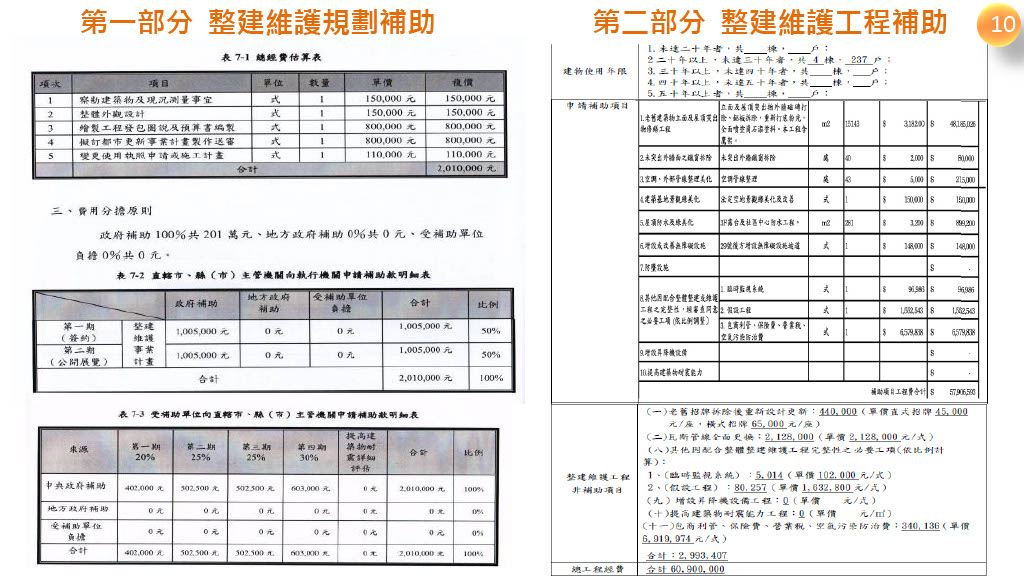 第一部分 整建維護規劃補助
第二部分 整建維護工程補助
10
表 7-1 總經費估算表
項次 項目 單位 數量 單價 複價
1 察勘建築物及現況測量事宜 式 1 150,000 元 150,000 元
2 整體外觀設計 式 1 150,000 元 150,000 元
3 繪製工程發包圖說及預算書編製 式 1 800,000 元 800,000 元
4 擬訂都市更新事業計畫製作送審 式 1 800,000 元 800,000 元
5 變更使用執照申請或施工計畫 式 1 110,000 元 110,000 元
合計 2,010,000 元
三、費用分擔原則
政府補助 100%共 201 萬元、地方政府補助 0%共 0 元、受補助單位
負擔 0%共 0 元。
表 7-2 直轄市、縣（市）主管機關向執行機關申請補助款明細表
政府補助 地方政府補助 受補助單位負擔 合計 比例
第一期（簽約） 整建維護事業計畫 1,005,000 元 0 元 0 元 1,005,000 元 50%
第二期（公開展覽） 1,005,000 元 0 元 0 元 1,005,000 元 50%
合計 2,010,000 元 100%
表 7-3 受補助單位向直轄市、縣（市）主管機關申請補助款明細表
來源 第一期 20% 第二期 25% 第三期 25% 第四期 30% 提高建築物耐震詳細評估 合計 比例
中央政府補助 402,000 元 502,500 元 502,500 元 603,000 元 0 元 2,010,000 元 100%
地方政府補助 0 元 0 元 0 元 0 元 0 元 0 元 0%
受補助單位負擔 0 元 0 元 0 元 0 元 0 元 0 元 0%
合計 402,000 元 502,500 元 502,500 元 603,000 元 0 元 2,010,000 元 100%
建物使用年限
1.未達二十年者，共____棟，____戶；
2 二十年以上，未達三十年者，共 4 棟，237 戶；
3.三十年以上，未達四十年者，共____棟，____戶；
4.四十年以上，未達五十年者，共____棟，____戶；
5.五十年以上者，共____棟，____戶；
申請補助項目
1.老舊建築物立面及屋頂突出物修繕工程 立面及屋頂突出物外牆磁磚打除、鋁板拆除，重新打底粉光，全面噴塗崗石漆塗料。本工程含鷹架。 m2 15143 $ 3,182.00 $ 48,185,026
2.未突出外牆面之鐵窗拆除 未突出外牆鐵窗拆除 處 40 $ 2,000 $ 80,000
3.空調、外部管線整理美化 空調管線整理 處 43 $ 5,000 $ 215,000
4.建築基地景觀綠美化 法定空地景觀綠美化及改善 式 1 $ 150,000 $ 150,000
5.屋頂防水及綠美化 3F露台及社區中心防水工程。 m2 281 $ 3,200 $ 899,200
6.增設或改善無障礙設施 29號後方增設無障礙設施坡道 式 1 $ 148,000 $ 148,000
7.防墜設施 $ -
8.其他因配合整體整建或維護工程之完整性，經審查同意之必要工項 (依比例調整)
1. 臨時監視系統 式 1 $ 96,986 $ 96,986
2. 假設工程 式 1 $ 1,552,543 $ 1,552,543
3. 包商利管、保險費、營業稅、空氣污染防治費 式 1 $ 6,579,838 $ 6,579,838
9.增設昇降機設備 $ -
10.提高建築物耐震能力 $ -
補助項目工程費合計 $ 57,906,593
整建維護工程非補助項目
(一)老舊招牌拆除後重新設計更新：440,000（單價直式招牌 45,000
元/座，橫式招牌 65,000 元/座）
(二)瓦斯管線全面更換：2,128,000（單價 2,128,000 元/式）
(八)其他因配合整體整建維護工程完整性之必要工項(依比例計
算)：
1、(臨時監視系統)：5,014（單價 102,000 元/式）
2、(假設工程)：80,257（單價 1,632,800 元/式）
(九) 增設昇降機設備工程：0（單價　　元/式）
(十)提高建築物耐震能力工程：0（單價　　元/㎡）
(十一)包商利管、保險費、營業稅、空氣污染防治費：340,136（單價
6,919,974 元/式）
合計：2,993,407
總工程經費 合計 60,900,000